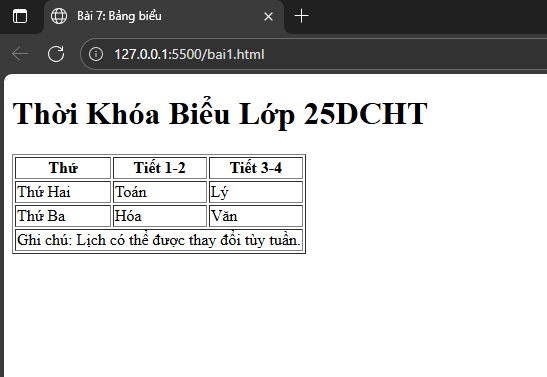 Bài 7: Bảng biểu
127.0.0.1:5500/bai1.html
Thời Khóa Biểu Lớp 25DCHT
Thứ Tiết 1-2 Tiết 3-4
Thứ Hai Toán Lý
Thứ Ba Hóa Văn
Ghi chú: Lịch có thể được thay đổi tùy tuần.